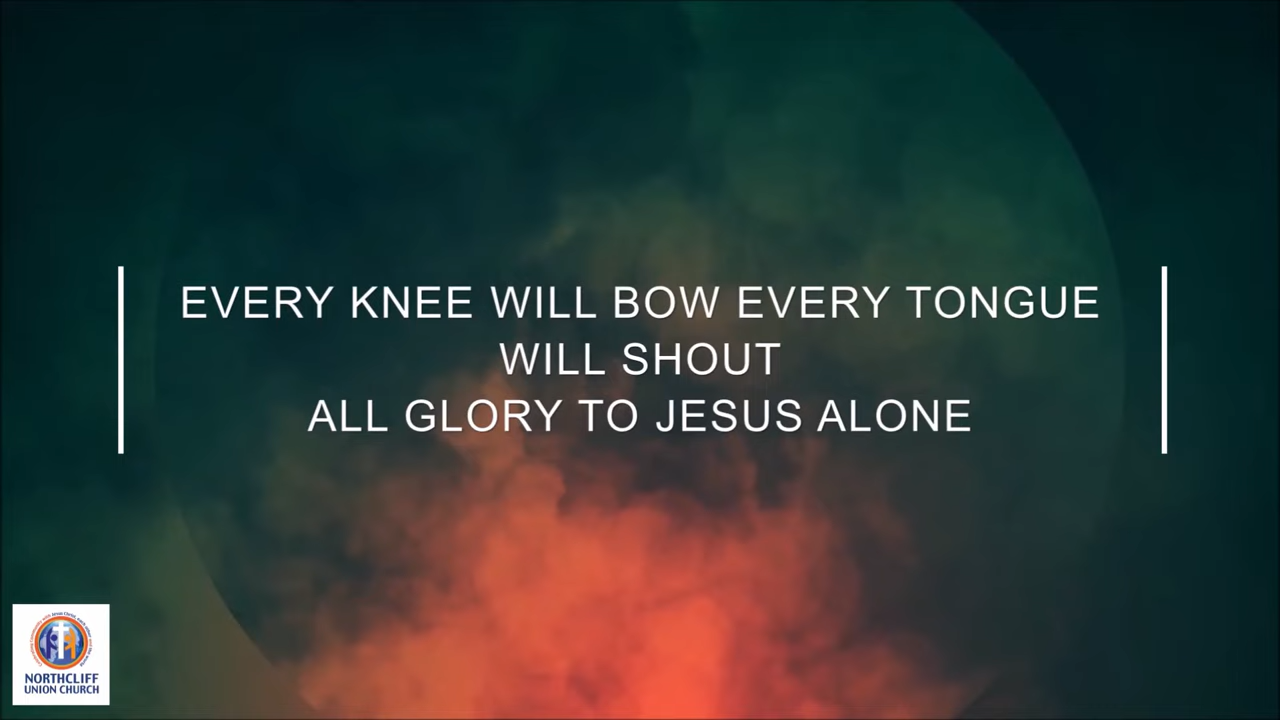 EVERY KNEE WILL BOW EVERY TONGUE
WILL SHOUT
ALL GLORY TO JESUS ALONE
NORTHCLIFF
UNION CHURCH